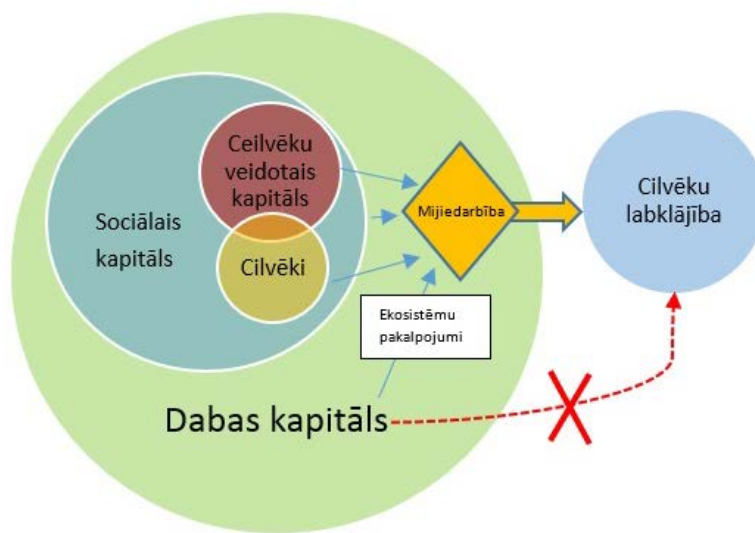 Ceilvēku
veidotais
kapitāls
Sociālais
kapitāls
Cilvēki
Mijiedarbība
Cilvēku
labklājība
Ekosistēmu
pakalpojumi
Dabas kapitāls